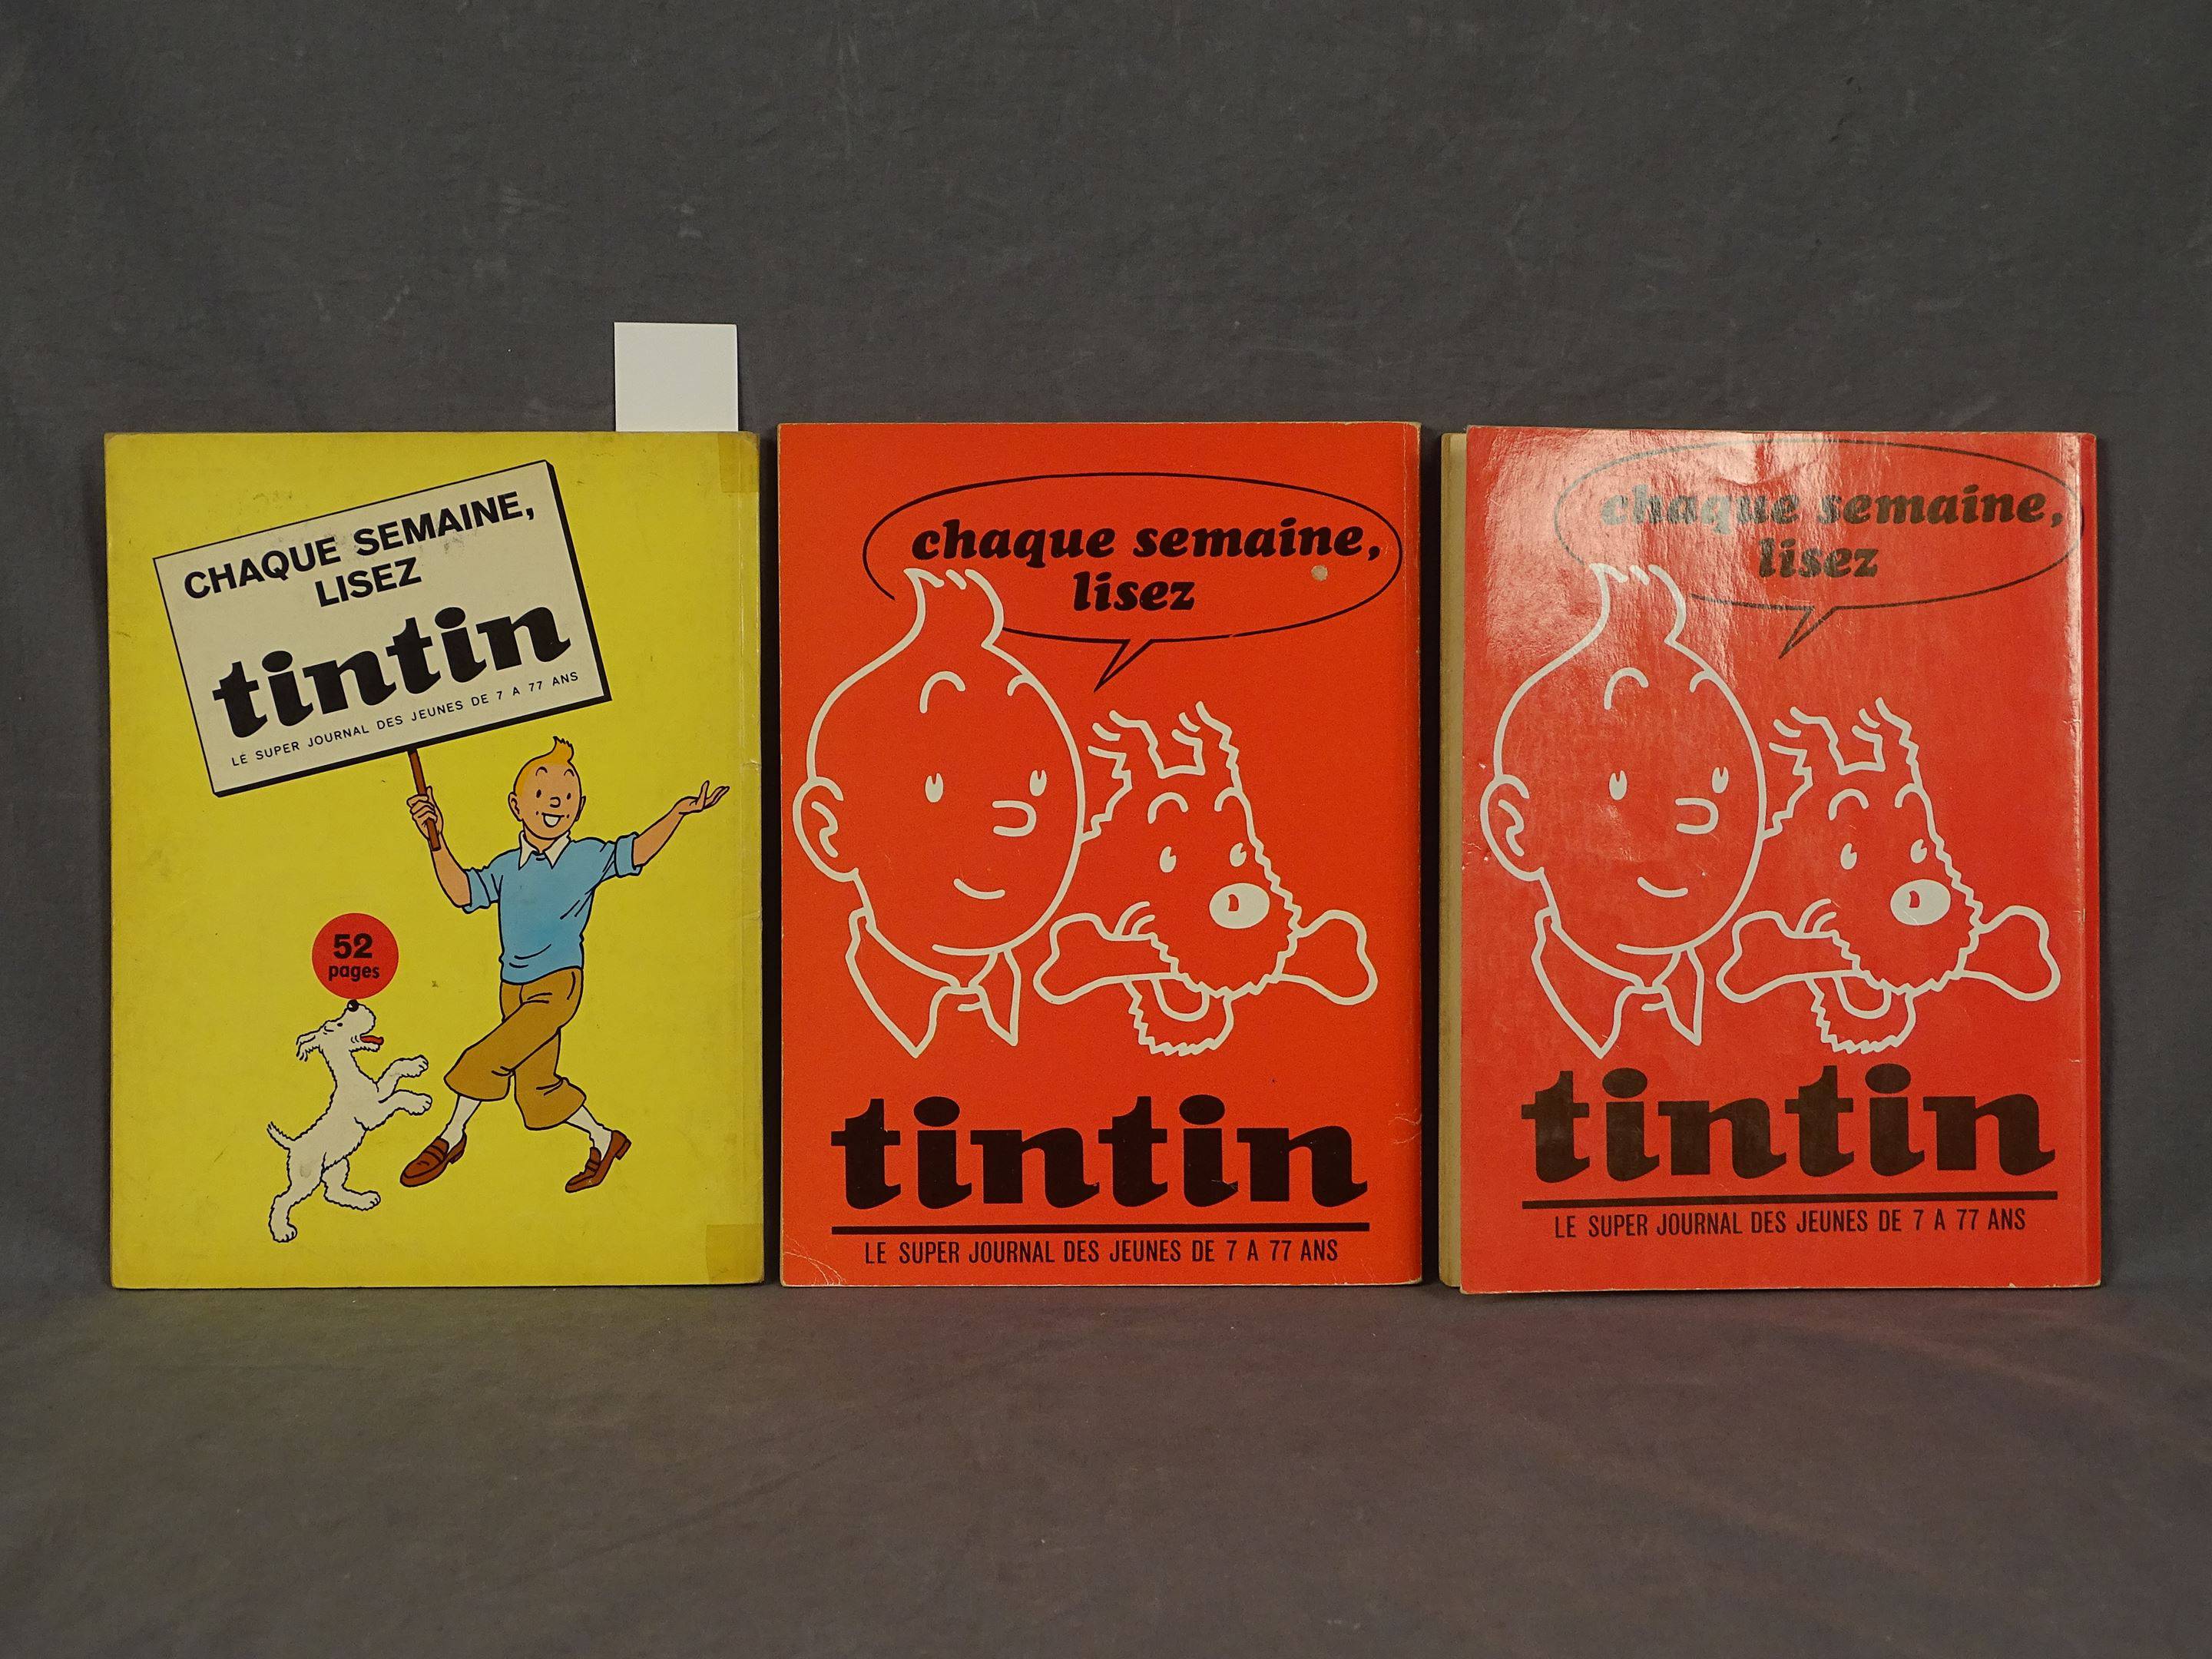 CHAQUE SEMAINE,
LISEZ
tintin
LE SUPER JOURNAL DES JEUNES DE 7 A 77 ANS
52
pages
chaque semaine,
lisez
tintin
LE SUPER JOURNAL DES JEUNES DE 7 A 77 ANS
chaque semaine,
lisez
tintin
LE SUPER JOURNAL DES JEUNES DE 7 A 77 ANS